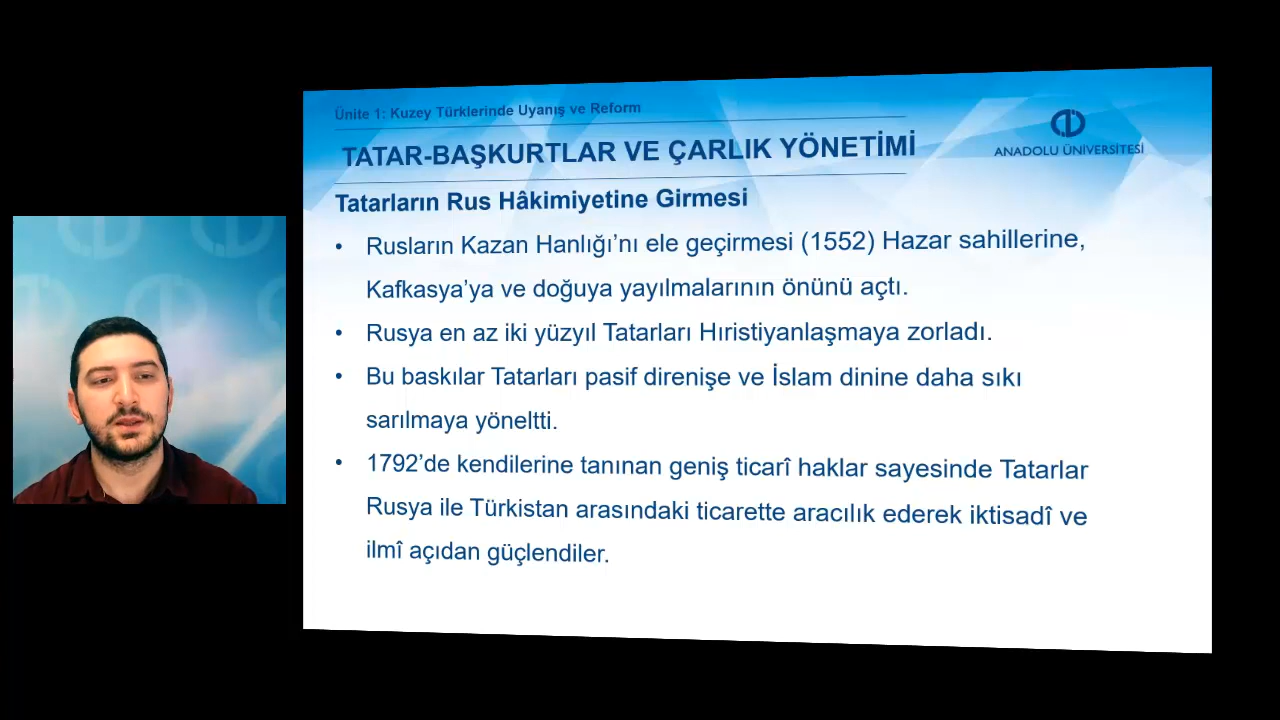 Ünite 1: Kuzey Türklerinde Uyanış ve Reform
TATAR-BAŞKURTLAR VE ÇARLIK YÖNETİMİ
ANADOLU ÜNİVERSİTESİ
Tatarların Rus Hâkimiyetine Girmesi
• Rusların Kazan Hanlığı’nı ele geçirmesi (1552) Hazar sahillerine,
Kafkasya’ya ve doğuya yayılmalarının önünü açtı.
• Rusya en az iki yüzyıl Tatarları Hıristiyanlaşmaya zorladı.
• Bu baskılar Tatarları pasif direnişe ve İslam dinine daha sıkı
sarılmaya yöneltti.
• 1792’de kendilerine tanınan geniş ticarî haklar sayesinde Tatarlar
Rusya ile Türkistan arasındaki ticarette aracılık ederek iktisadî ve
ilmî açıdan güçlendiler.